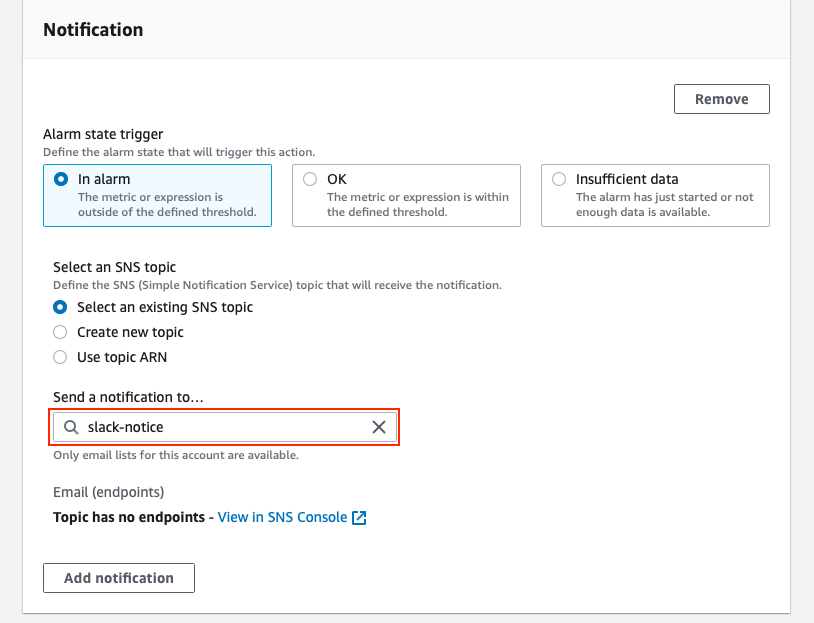 Notification
Remove
Alarm state trigger
Define the alarm state that will trigger this action.
In alarm
The metric or expression is
outside of the defined threshold.
OK
The metric or expression is within
the defined threshold.
Insufficient data
The alarm has just started or not
enough data is available.
Select an SNS topic
Define the SNS (Simple Notification Service) topic that will receive the notification.
Select an existing SNS topic
Create new topic
Use topic ARN
Send a notification to…
slack-notice
Only email lists for this account are available.
Email (endpoints)
Topic has no endpoints - View in SNS Console
Add notification